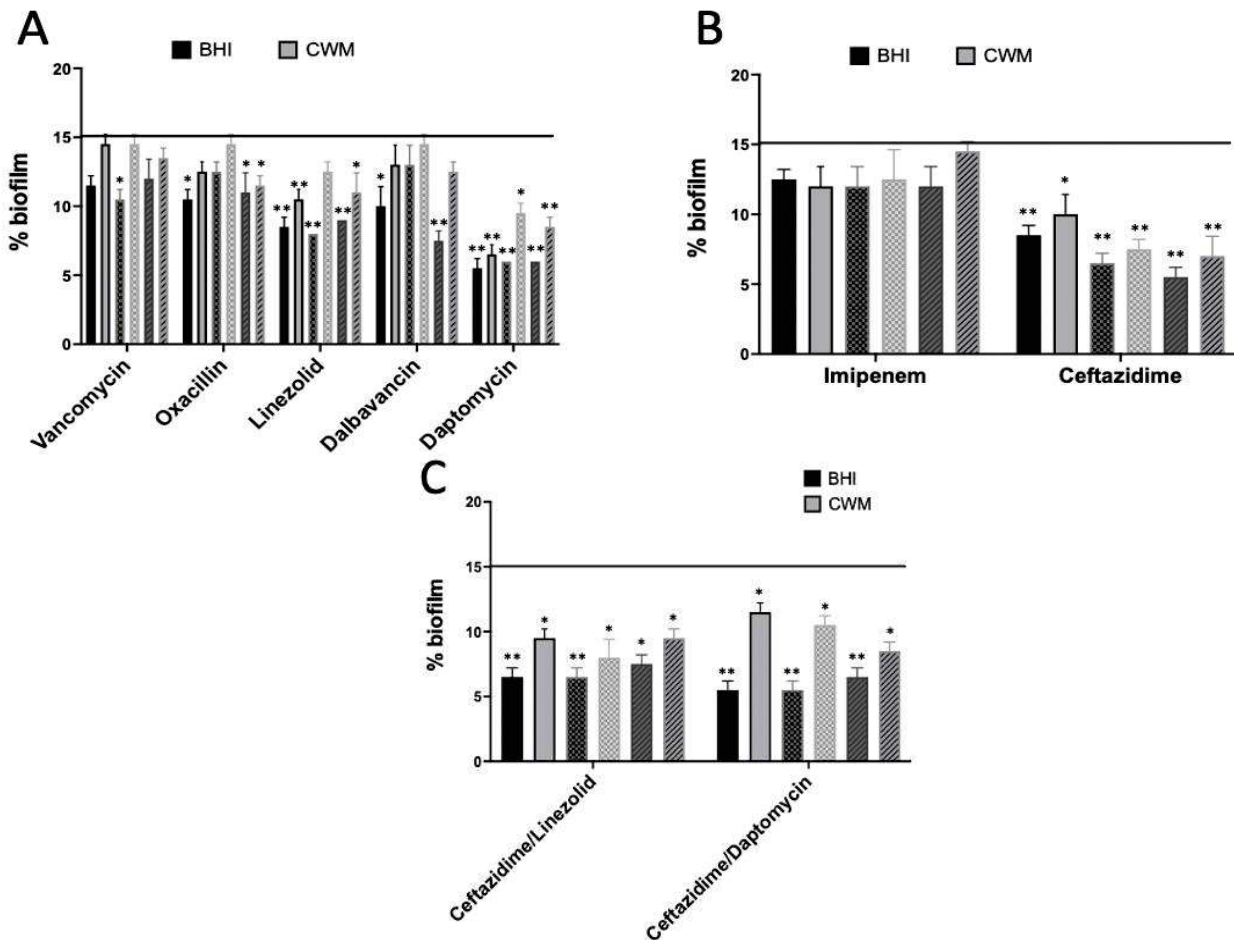 A
BHI CWM
% biofilm
20
15
10
5
0
* * * * * ** ** ** ** * * ** ** ** ** * ** **
Vancomycin
Oxacillin
Linezolid
Dalbavancin
Daptomycin
B
BHI CWM
% biofilm
20
15
10
5
0
** * ** ** ** **
Imipenem Ceftazidime
C
BHI
CWM
% biofilm
20
15
10
5
0
** * ** * * * ** * ** * ** *
Ceftazidime/Linezolid
Ceftazidime/Daptomycin